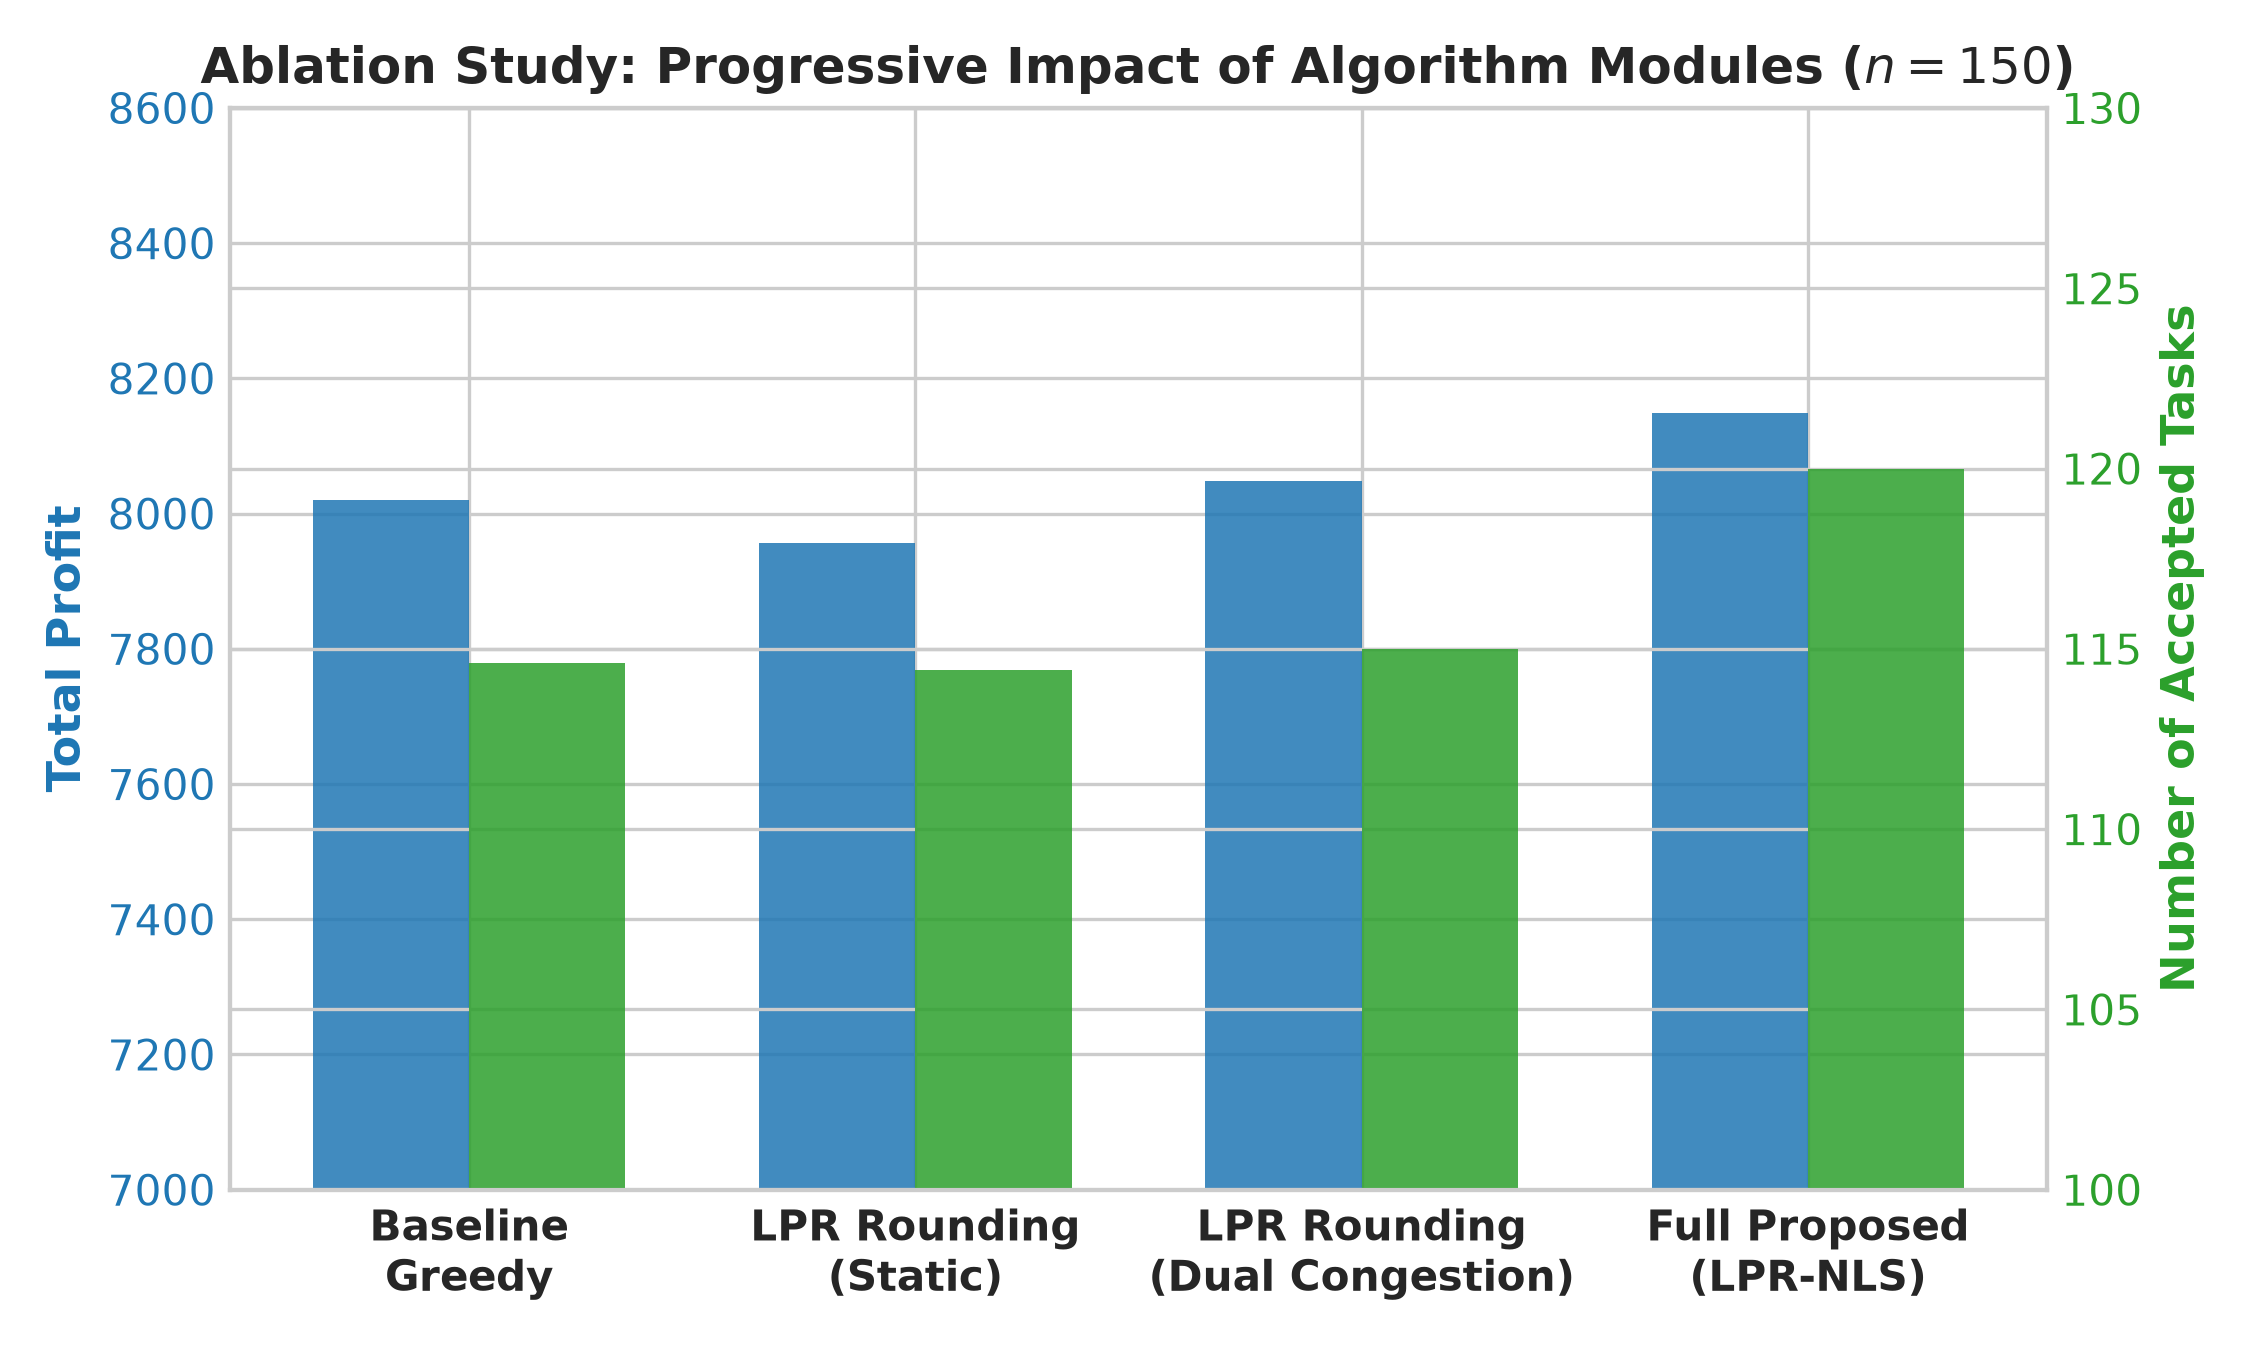 Ablation Study: Progressive Impact of Algorithm Modules (n = 150)
Total Profit
8600
8400
8200
8000
7800
7600
7400
7200
7000
130
125
120
115
110
105
100
Number of Accepted Tasks
Baseline
Greedy
LPR Rounding
(Static)
LPR Rounding
(Dual Congestion)
Full Proposed
(LPR-NLS)